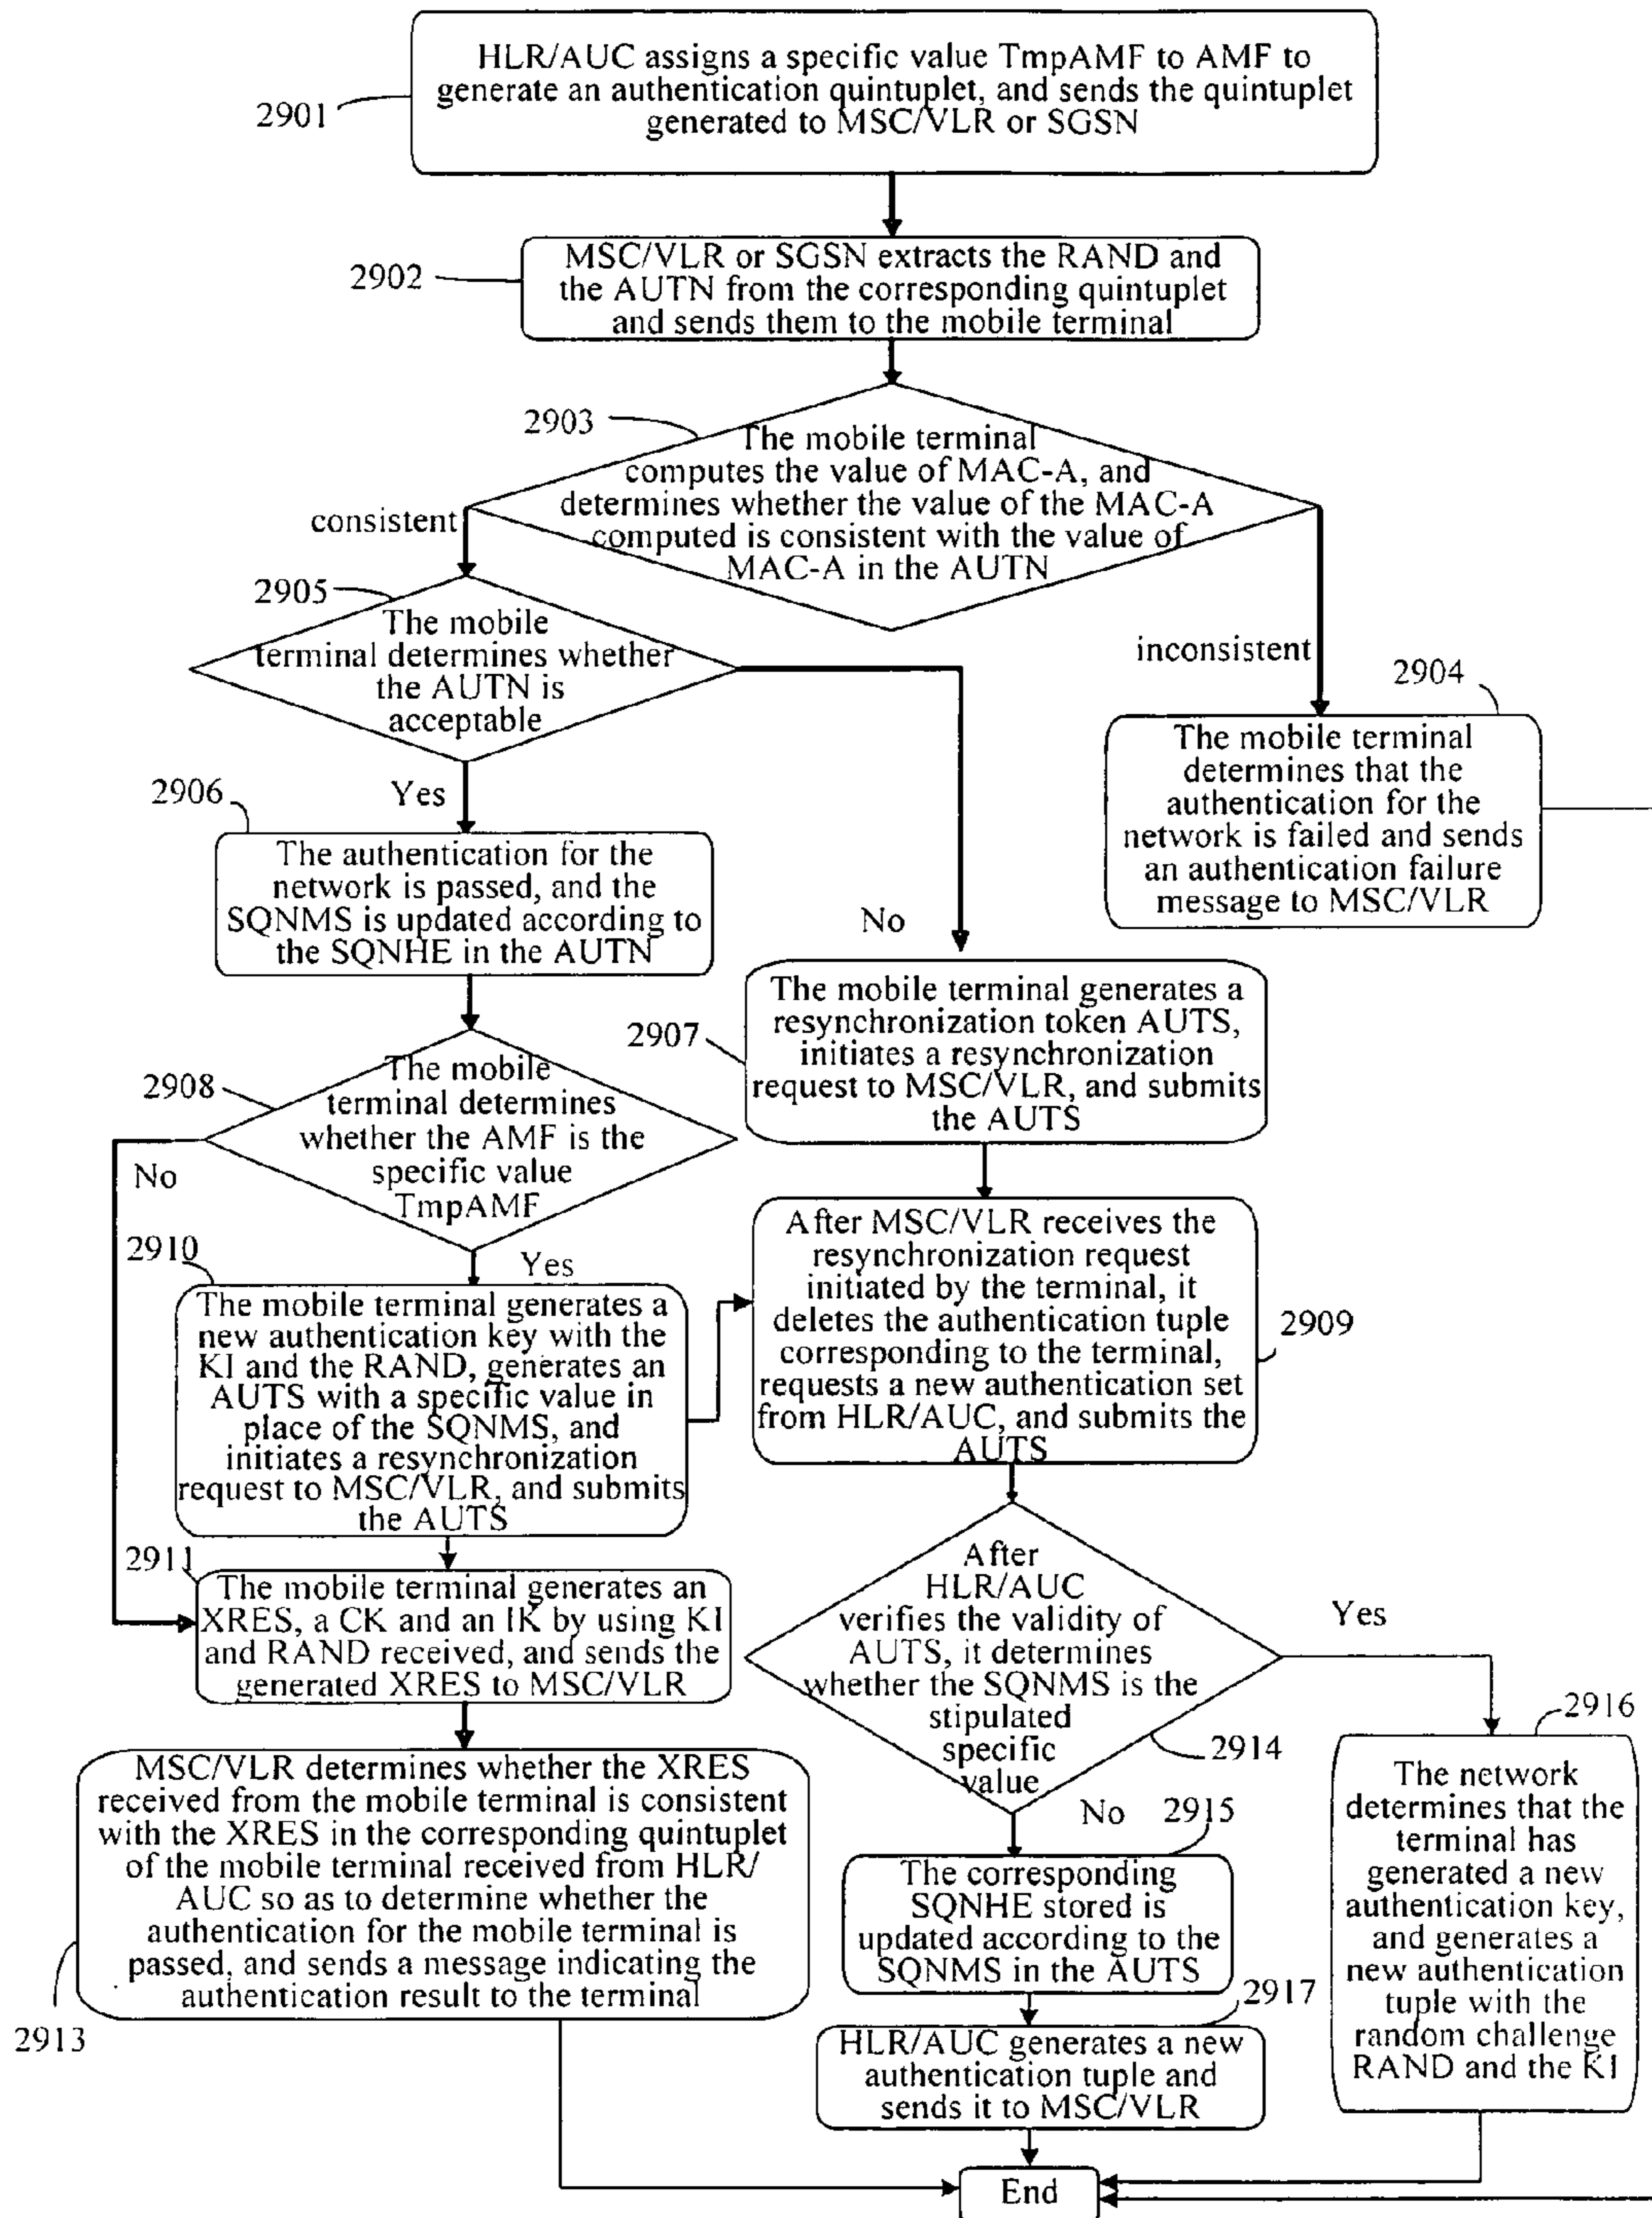 HLR/AUC assigns a specific value TmpAMF to AMF to
generate an authentication quintuplet, and sends the quintuplet
generated to MSC/VLR or SGSN
2901
MSC/VLR or SGSN extracts the RAND and
the AUTN from the corresponding quintuplet
and sends them to the mobile terminal
2902
2903
The mobile terminal
computes the value of MAC-A, and
determines whether the value of the MAC-A
computed is consistent with the value of
MAC-A in the AUTN
consistent
inconsistent
2905
The mobile
terminal determines whether
the AUTN is
acceptable
2904
The mobile terminal
determines that the
authentication for the
network is failed and sends
an authentication failure
message to MSC/VLR
Yes
No
2906
The authentication for the
network is passed, and the
SQNMS is updated according to
the SQNHE in the AUTN
2907
The mobile terminal generates a
resynchronization token AUTS,
initiates a resynchronization
request to MSC/VLR, and submits
the AUTS
2908
The mobile
terminal determines
whether the AMF is the
specific value
TmpAMF
No
Yes
2910
The mobile terminal generates a
new authentication key with the
KI and the RAND, generates an
AUTS with a specific value in
place of the SQNMS, and
initiates a resynchronization
request to MSC/VLR, and submits
the AUTS
After MSC/VLR receives the
resynchronization request
initiated by the terminal, it
deletes the authentication tuple
corresponding to the terminal,
requests a new authentication set
from HLR/AUC, and submits the
AUTS
2909
2911
The mobile terminal generates an
XRES, a CK and an IK by using KI
and RAND received, and sends the
generated XRES to MSC/VLR
After
HLR/AUC
verifies the validity of
AUTS, it determines
whether the SQNMS is the
stipulated
specific
value
2914
Yes
No
MSC/VLR determines whether the XRES
received from the mobile terminal is consistent
with the XRES in the corresponding quintuplet
of the mobile terminal received from HLR/
AUC so as to determine whether the
authentication for the mobile terminal is
passed, and sends a message indicating the
authentication result to the terminal
2913
2915
The corresponding
SQNHE stored is
updated according to the
SQNMS in the AUTS
2916
The network
determines that the
terminal has
generated a new
authentication key,
and generates a
new authentication
tuple with the
random challenge
RAND and the KI
2917
HLR/AUC generates a new
authentication tuple and
sends it to MSC/VLR
End